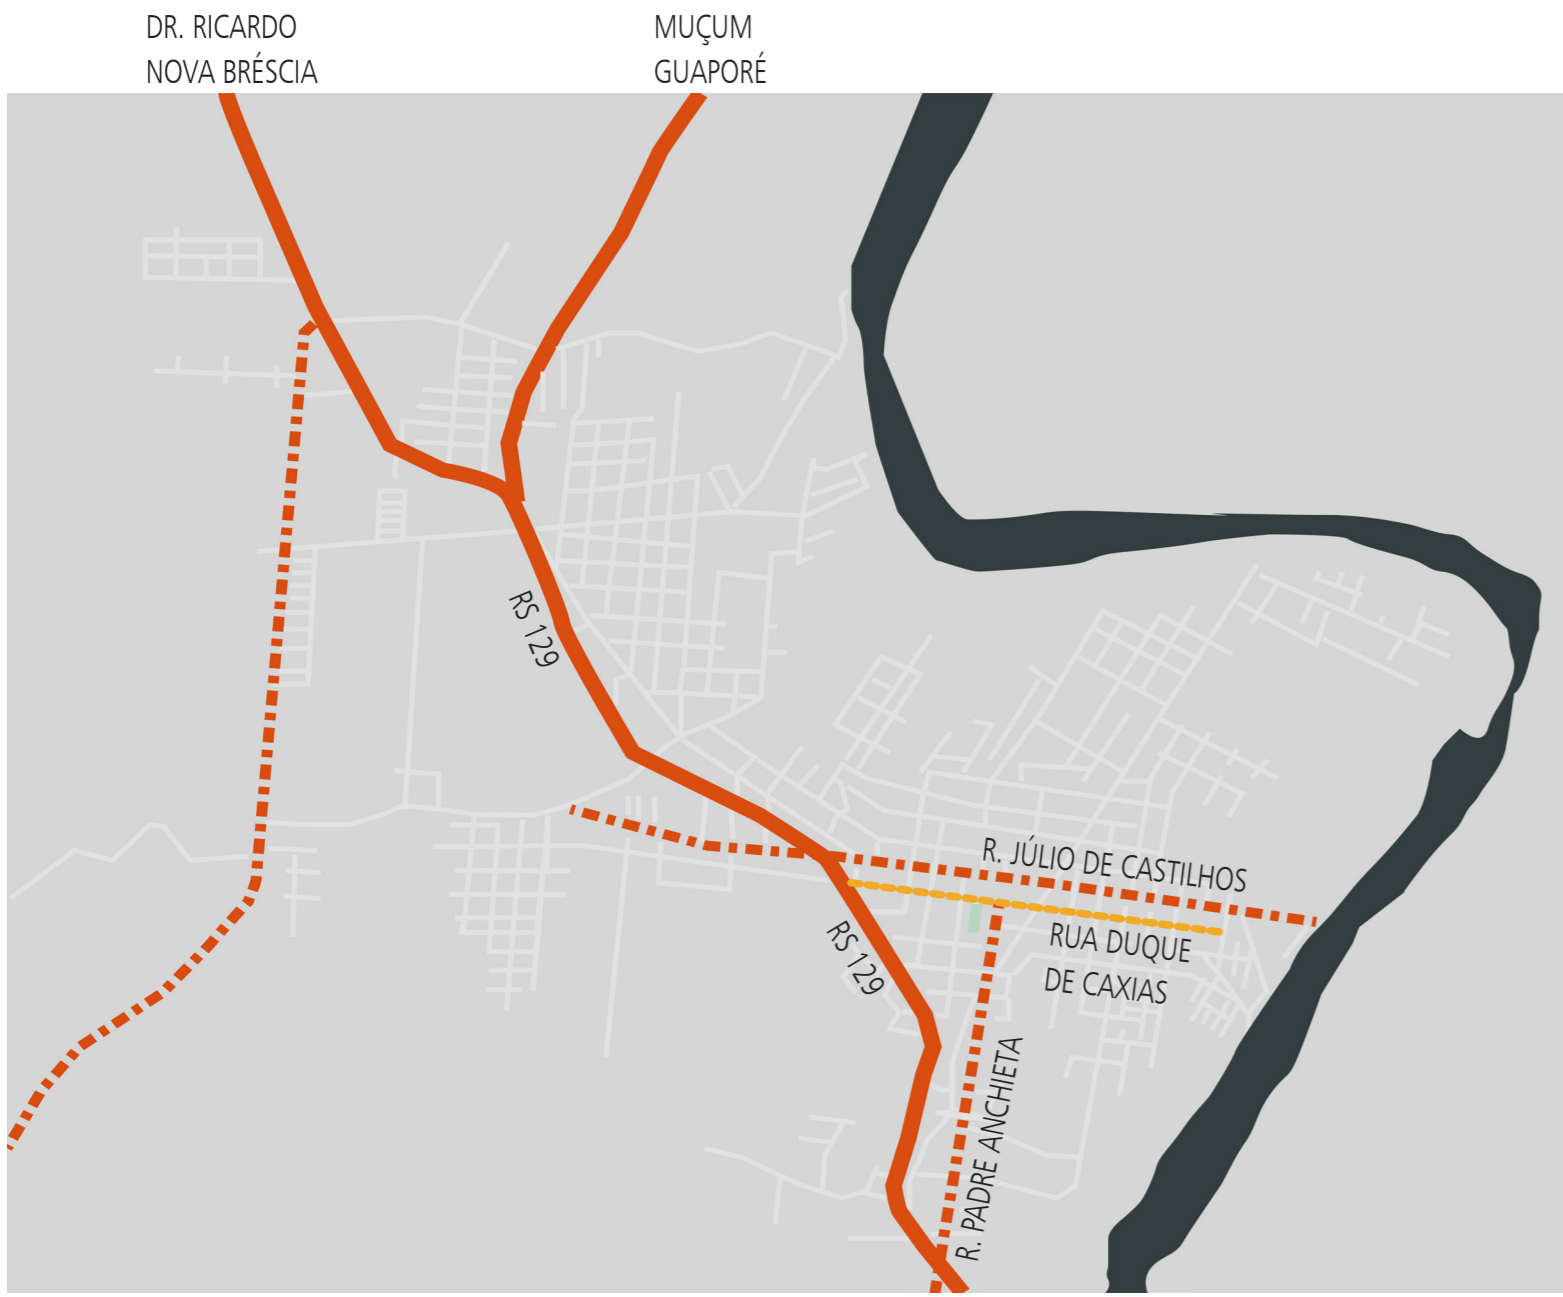 DR. RICARDO
NOVA BRÉSCIA
MUÇUM
GUAPORÉ
RS 129
R. JÚLIO DE CASTILHOS
RS 129
RUA DUQUE
DE CAXIAS
R. PADRE ANCHIETA